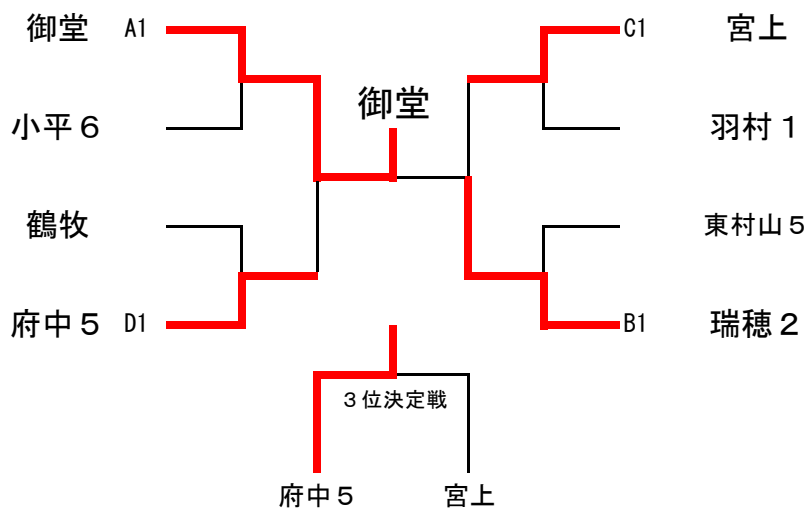 御堂 A1
C1 宮上
御堂
小平６
羽村１
鶴牧
東村山５
府中５ D1
B1 瑞穂２
３位決定戦
府中５ 宮上